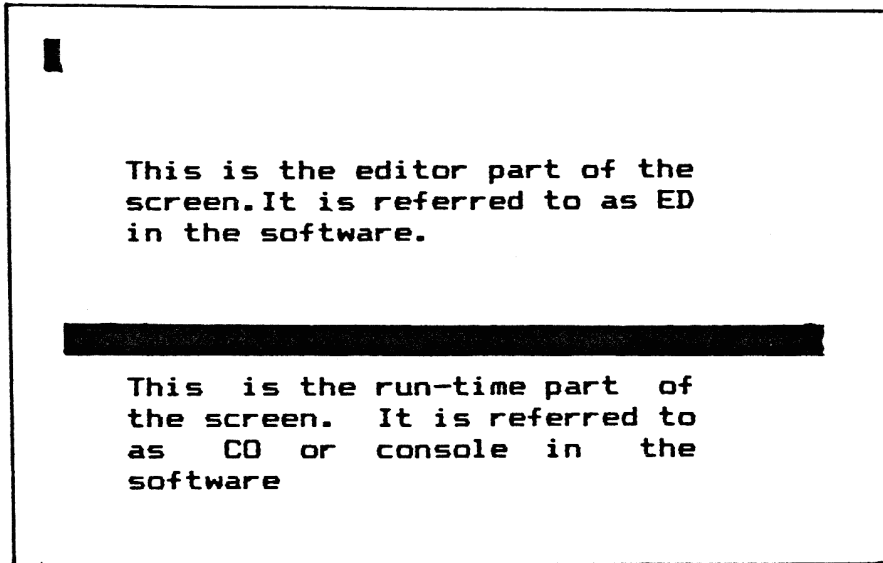 This is the editor part of the
screen.It is referred to as ED
in the software.
This is the run-time part of
the screen. It is referred to
as CO or console in the
software